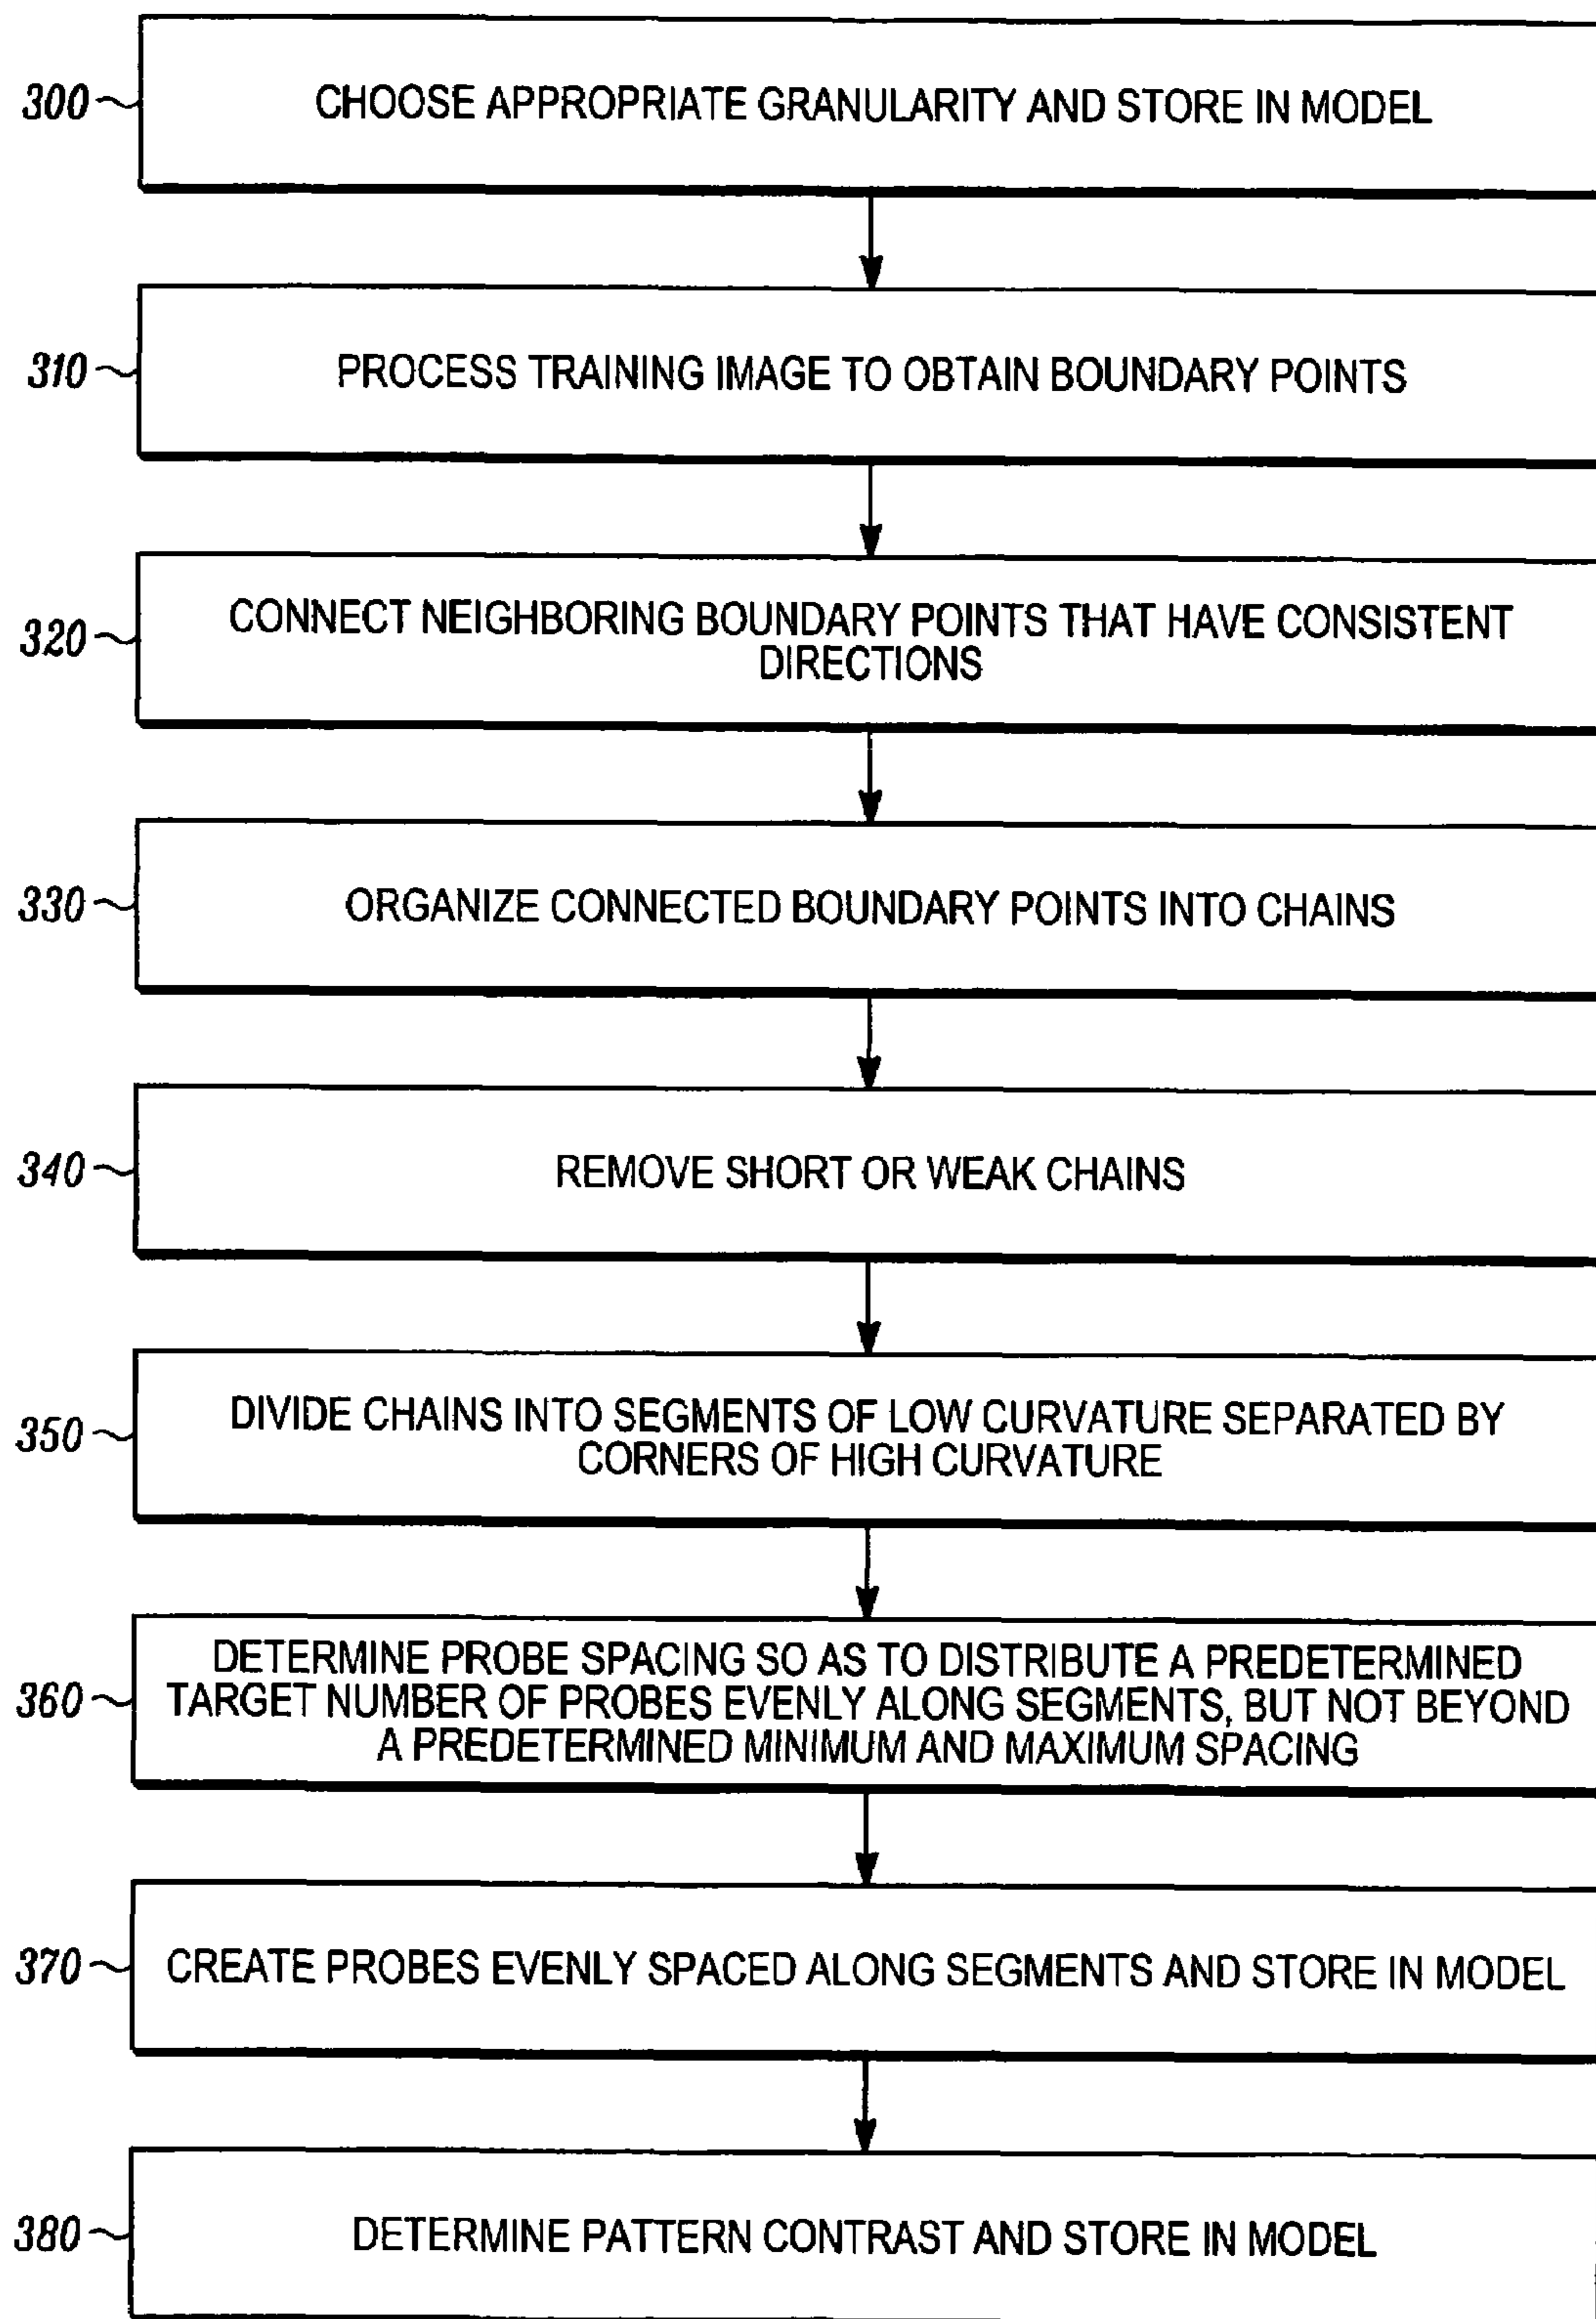 300
CHOOSE APPROPRIATE GRANULARITY AND STORE IN MODEL
310
PROCESS TRAINING IMAGE TO OBTAIN BOUNDARY POINTS
320
CONNECT NEIGHBORING BOUNDARY POINTS THAT HAVE CONSISTENT
DIRECTIONS
330
ORGANIZE CONNECTED BOUNDARY POINTS INTO CHAINS
340
REMOVE SHORT OR WEAK CHAINS
350
DIVIDE CHAINS INTO SEGMENTS OF LOW CURVATURE SEPARATED BY
CORNERS OF HIGH CURVATURE
360
DETERMINE PROBE SPACING SO AS TO DISTRIBUTE A PREDETERMINED
TARGET NUMBER OF PROBES EVENLY ALONG SEGMENTS, BUT NOT BEYOND
A PREDETERMINED MINIMUM AND MAXIMUM SPACING
370
CREATE PROBES EVENLY SPACED ALONG SEGMENTS AND STORE IN MODEL
380
DETERMINE PATTERN CONTRAST AND STORE IN MODEL